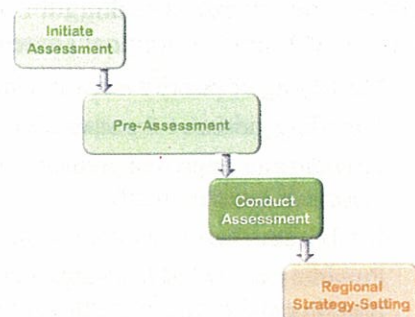 Initiate
Assessment
Pre-Assessment
Conduct
Assessment
Regional
Strategy-Setting